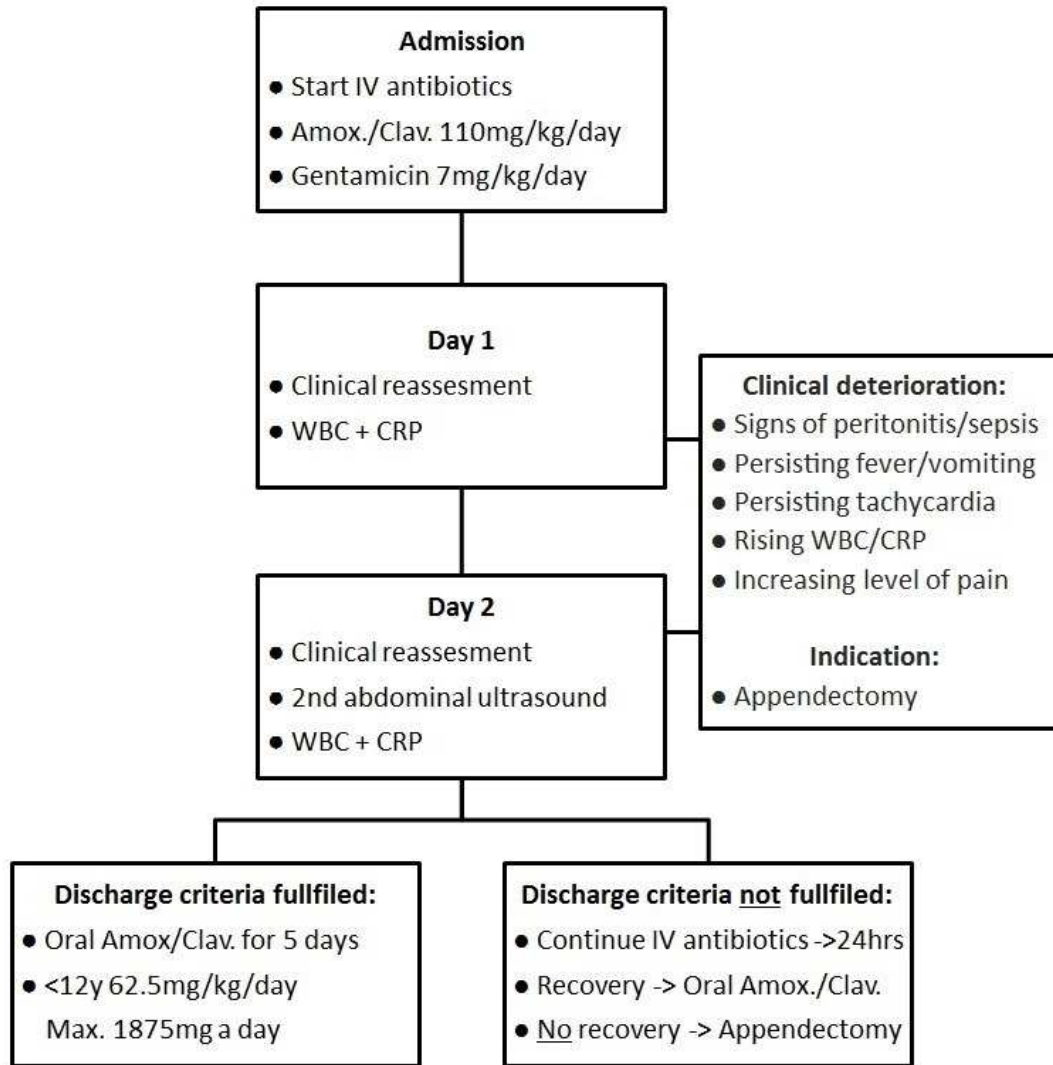 Admission
● Start IV antibiotics
● Amox./Clav. 110mg/kg/day
● Gentamicin 7mg/kg/day
Day 1
● Clinical reassesment
● WBC + CRP
Clinical deterioration:
● Signs of peritonitis/sepsis
● Persisting fever/vomiting
● Persisting tachycardia
● Rising WBC/CRP
● Increasing level of pain
Indication:
● Appendectomy
Day 2
● Clinical reassesment
● 2nd abdominal ultrasound
● WBC + CRP
Discharge criteria fullfiled:
● Oral Amox/Clav. for 5 days
● <12y 62.5mg/kg/day
Max. 1875mg a day
Discharge criteria not fullfiled:
● Continue IV antibiotics ->24hrs
● Recovery -> Oral Amox./Clav.
● No recovery -> Appendectomy